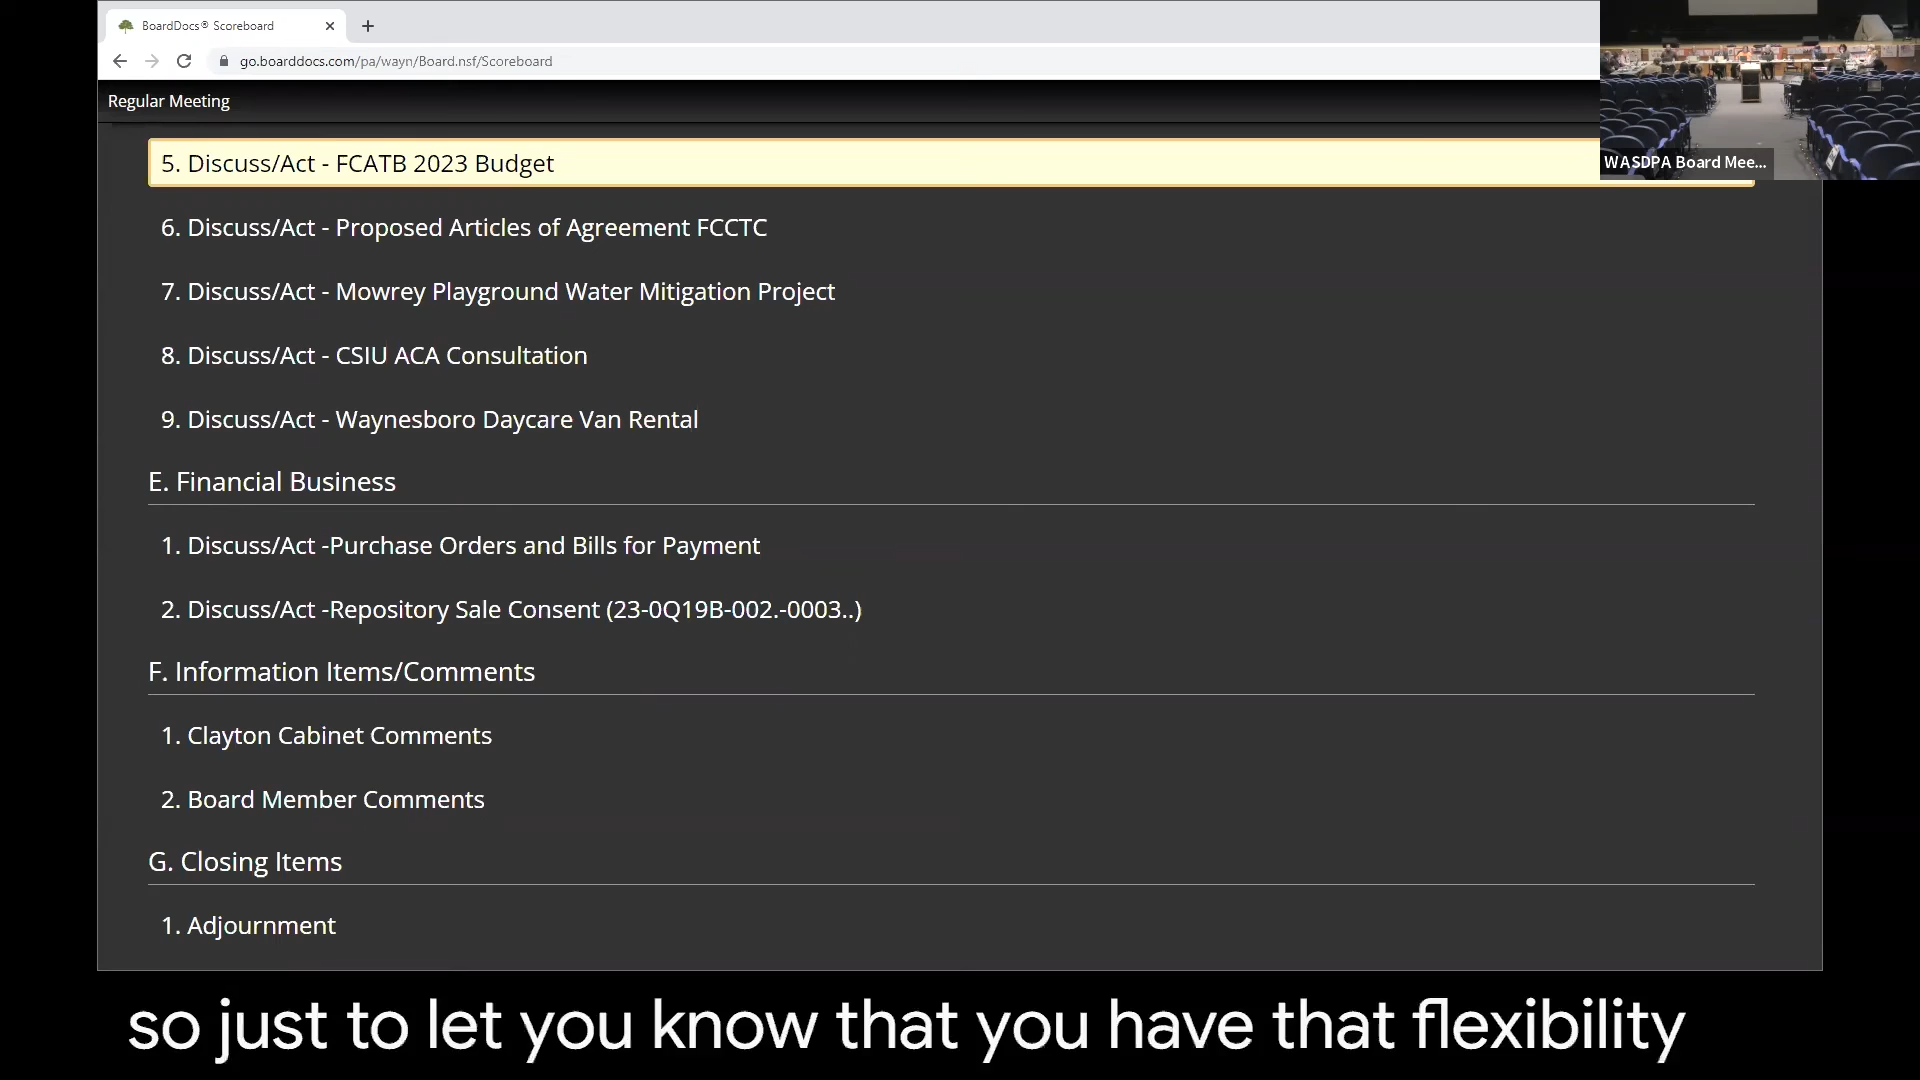 BoardDocs® Scoreboard
go.boarddocs.com/pa/wayn/Board.nsf/Scoreboard
Regular Meeting
WASDPA Board Mee...
5. Discuss/Act - FCATB 2023 Budget
6. Discuss/Act - Proposed Articles of Agreement FCCTC
7. Discuss/Act - Mowrey Playground Water Mitigation Project
8. Discuss/Act - CSIU ACA Consultation
9. Discuss/Act - Waynesboro Daycare Van Rental
E. Financial Business
1. Discuss/Act -Purchase Orders and Bills for Payment
2. Discuss/Act -Repository Sale Consent (23-0Q19B-002.-0003..)
F. Information Items/Comments
1. Clayton Cabinet Comments
2. Board Member Comments
G. Closing Items
1. Adjournment
so just to let you know that you have that flexibility